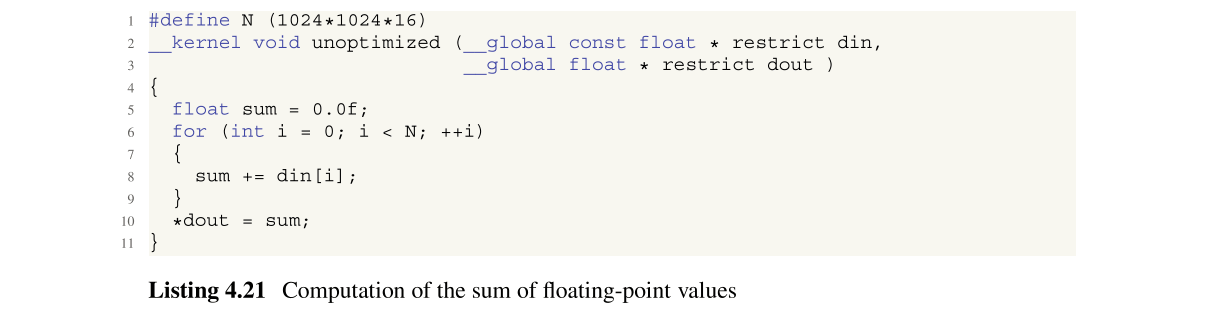 1 #define N (1024*1024*16)
2 __kernel void unoptimized (__global const float * restrict din,
3                            __global float * restrict dout )
4 {
5   float sum = 0.0f;
6   for (int i = 0; i < N; ++i)
7   {
8     sum += din[i];
9   }
10   *dout = sum;
11 }
Listing 4.21 Computation of the sum of floating-point values